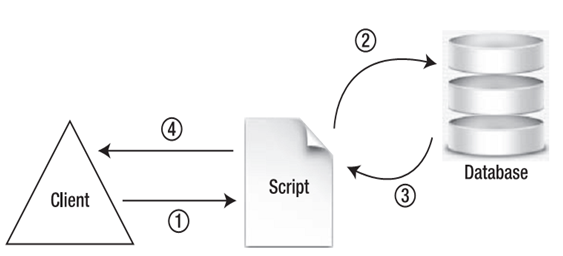 ②
④
Client
①
Script
③
Database